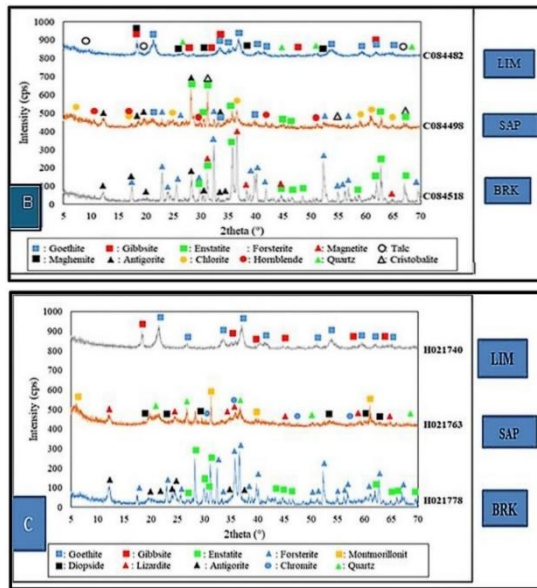 1000
900
800
700
600
500
400
300
200
100
0
Intensity (cps)
C084482
C084498
C084518
LIM
SAP
BRK
B
5 10 15 20 25 30 35 40 45 50 55 60 65 70
2theta (°)
: Goethite : Gibbsite : Enstatite : Forsterite : Magnetite : Talc
: Maghemite : Antigorite : Chlorite : Hornblende : Quartz : Cristobalite
1000
900
800
700
600
500
400
300
200
100
0
Intensity (cps)
H021740
H021763
H021778
LIM
SAP
BRK
C
5 10 15 20 25 30 35 40 45 50 55 60 65 70
2theta (°)
: Goethite : Gibbsite : Enstatite : Forsterite : Montmorillonit
: Diopside : Lizardite : Antigorite : Chromite : Quartz